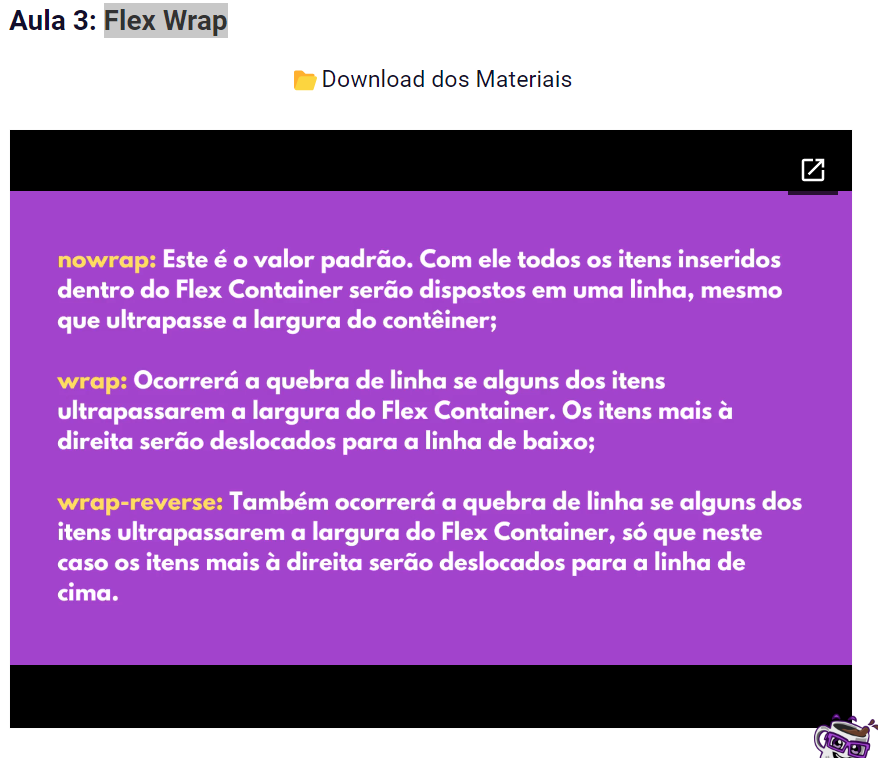 Aula 3: Flex Wrap
Download dos Materiais
nowrap: Este é o valor padrão. Com ele todos os itens inseridos
dentro do Flex Container serão dispostos em uma linha, mesmo
que ultrapasse a largura do contêiner;
wrap: Ocorrerá a quebra de linha se alguns dos itens
ultrapassarem a largura do Flex Container. Os itens mais à
direita serão deslocados para a linha de baixo;
wrap-reverse: Também ocorrerá a quebra de linha se alguns dos
itens ultrapassarem a largura do Flex Container, só que neste
caso os itens mais à direita serão deslocados para a linha de
cima.